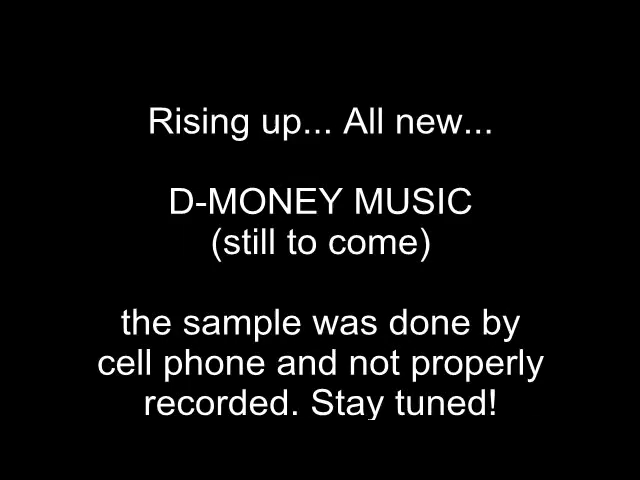 Rising up... All new...
D-MONEY MUSIC
(still to come)
the sample was done by
cell phone and not properly
recorded. Stay tuned!